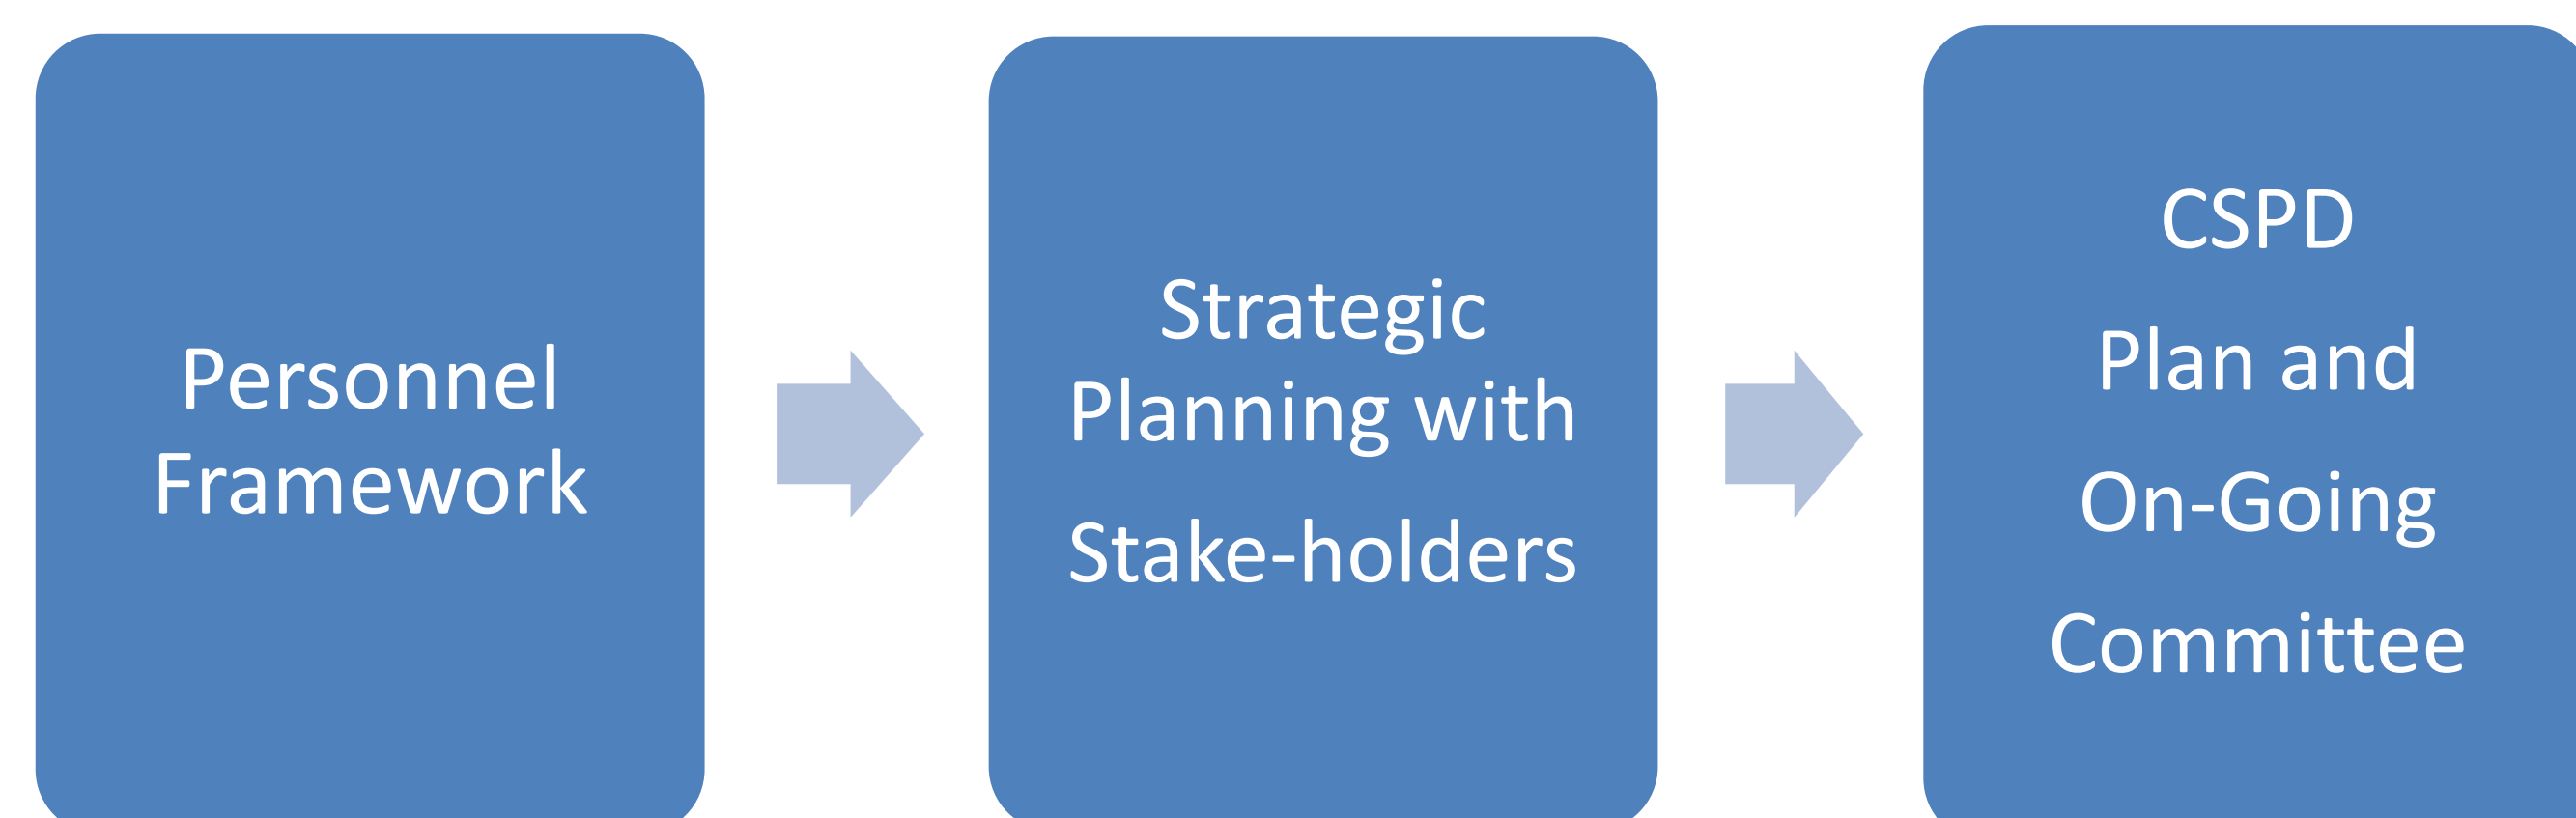 Personnel
Framework
Strategic
Planning with
Stake-holders
CSPD
Plan and
On-Going
Committee